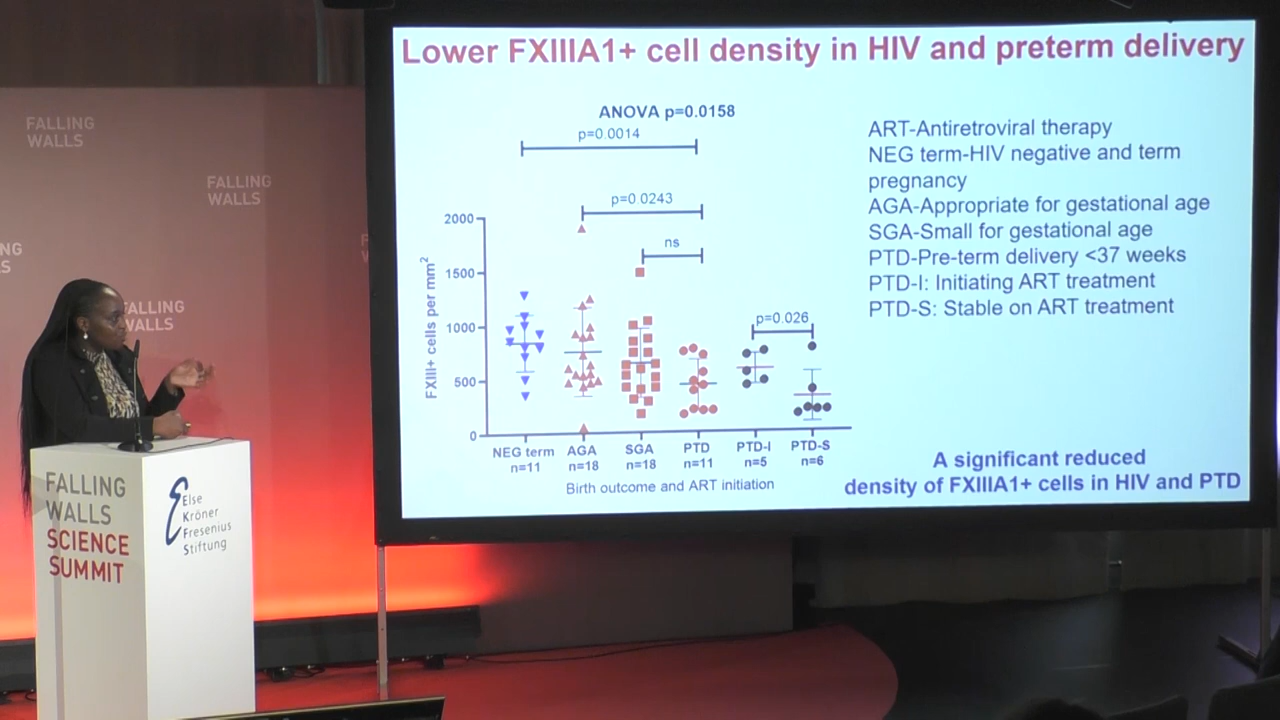 Lower FXIIIA1+ cell density in HIV and preterm delivery
ANOVA p=0.0158
p=0.0014
p=0.0243
ns
p=0.026
FXIII+ cells per mm²
2000
1500
1000
500
0
NEG term
n=11
AGA
n=18
SGA
n=18
PTD
n=11
PTD-I
n=5
PTD-S
n=6
Birth outcome and ART initiation
ART-Antiretroviral therapy
NEG term-HIV negative and term
pregnancy
AGA-Appropriate for gestational age
SGA-Small for gestational age
PTD-Pre-term delivery <37 weeks
PTD-I: Initiating ART treatment
PTD-S: Stable on ART treatment
A significant reduced
density of FXIIIA1+ cells in HIV and PTD
FALLING
WALLS
FALLING
WALLS
NG
S
FALLING
WALLS
FALLING
WALLS
SCIENCE
SUMMIT
Else
Kröner
Fresenius
Stiftung